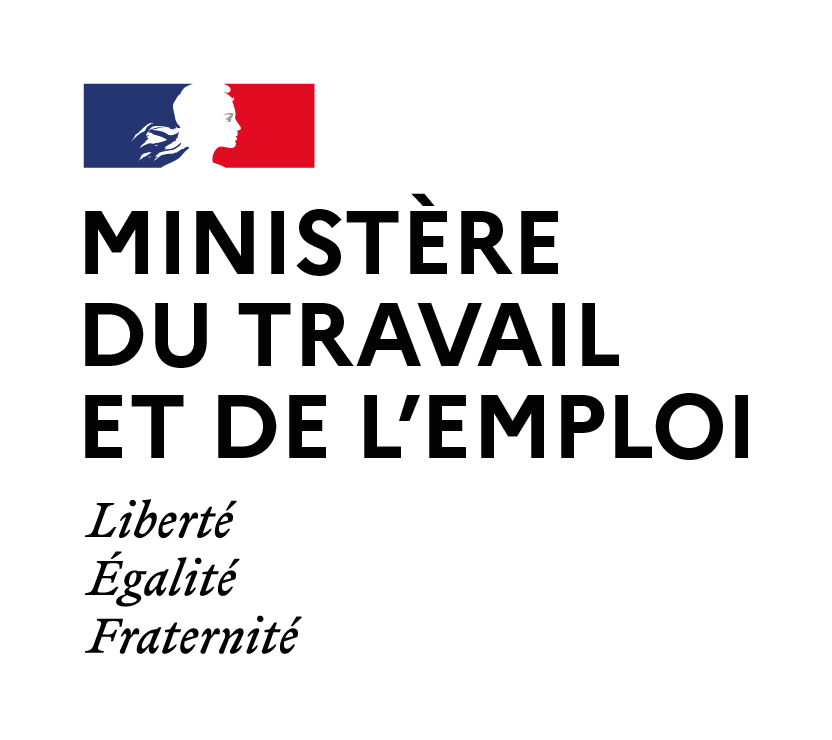 MINISTÈRE
DU TRAVAIL
ET DE L’EMPLOI
Liberté
Égalité
Fraternité